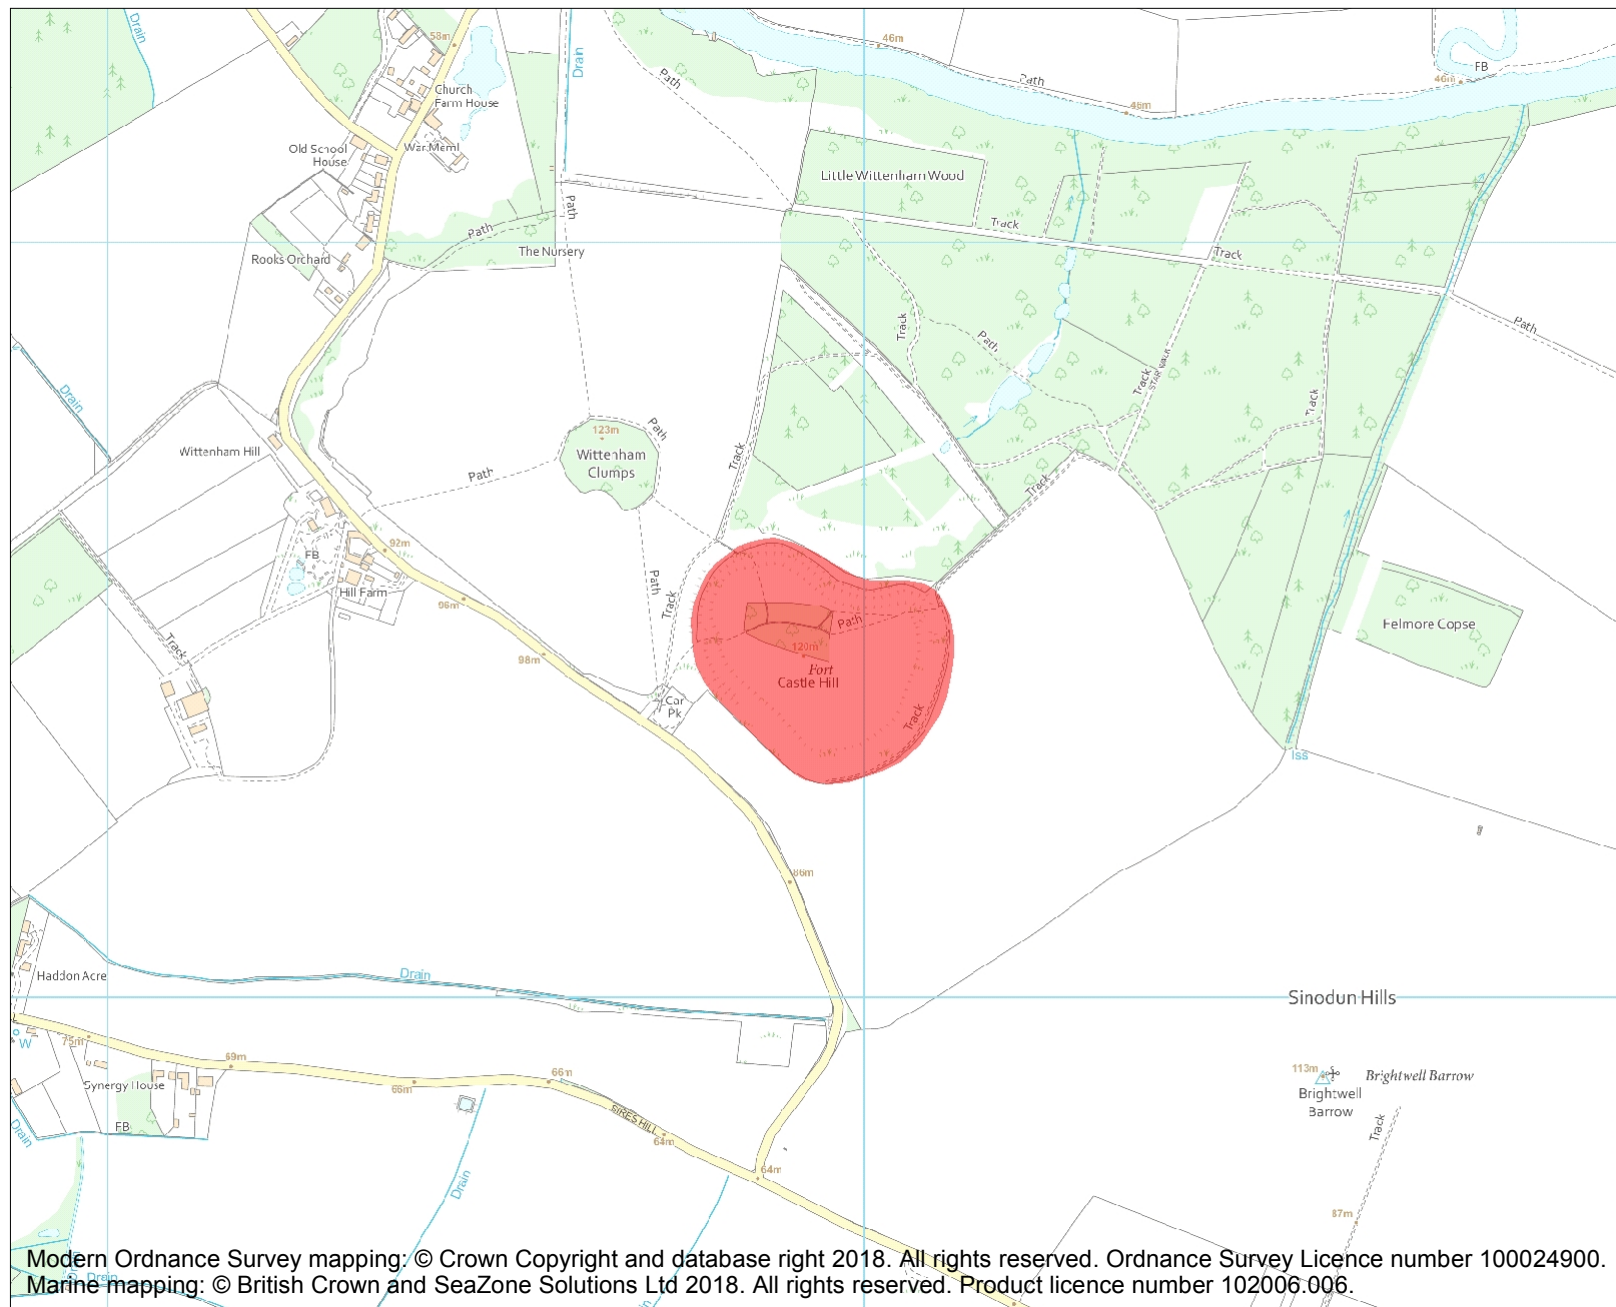 Drain
58m
Drain
46m
Path
Path
46m
FB
46m
Church
Farm House
Old School
House
War Meml
Little Wittenham Wood
Path
Path
Track
The Nursery
Rooks Orchard
Track
Track
Path
Path
Track
STAR WALK
Track
Drain
123m
Path
Wittenham
Clumps
Wittenham Hill
Path
Track
Track
92m
FB
Hill Farm
96m
Path
Track
Path
120m
Fort
Castle Hill
Helmore Copse
Track
98m
Car
Pk
Track
Iss
86m
Haddon Acre
Drain
Sinodun Hills
W
75m
69m
Synergy House
66m
66m
SIRES HILL
64m
64m
113m
Brightwell Barrow
Brightwell
Barrow
Track
Drain
FB
Drain
87m
Drain
Drain
Modern Ordnance Survey mapping: © Crown Copyright and database right 2018. All rights reserved. Ordnance Survey Licence number 100024900.
Marine mapping: © British Crown and SeaZone Solutions Ltd 2018. All rights reserved. Product licence number 102006.006.